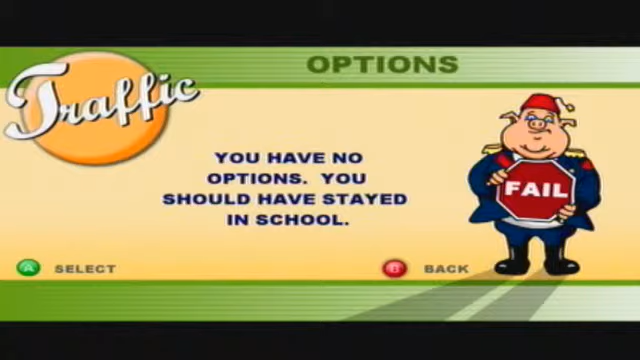 OPTIONS
Traffic
YOU HAVE NO
OPTIONS. YOU
SHOULD HAVE STAYED
IN SCHOOL.
FAIL
A SELECT
B BACK